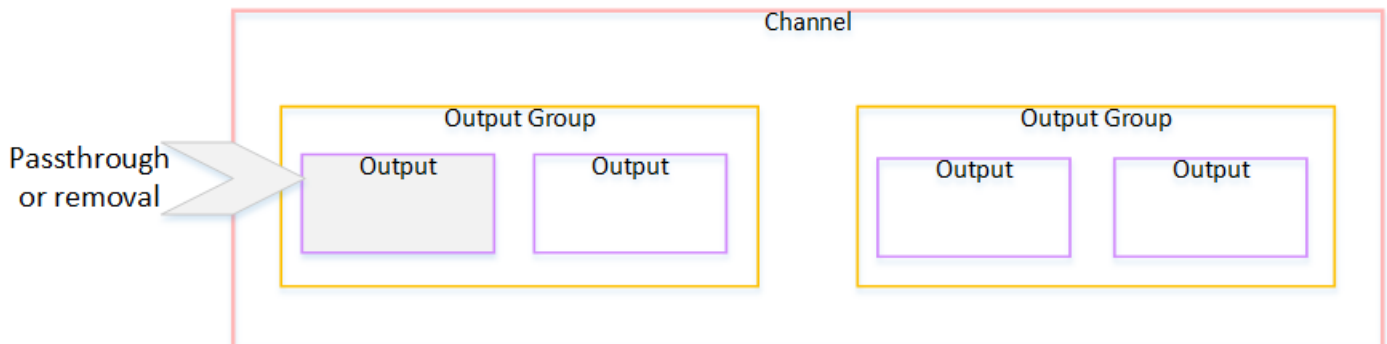 Channel
Output Group
Output Group
Passthrough
or removal
Output
Output
Output
Output